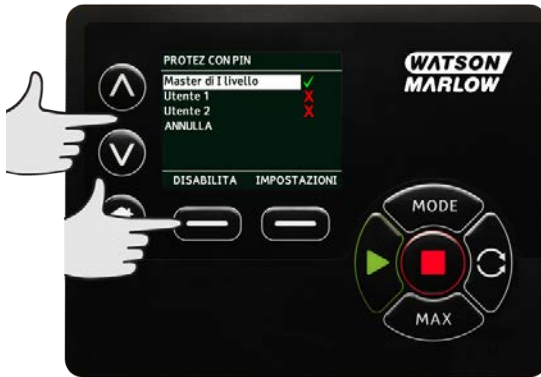 PROTEZ CON PIN
Master di I livello
Utente 1
Utente 2
ANNULLA
DISABILITA IMPOSTAZIONI
WATSON
MARLOW
MODE
MAX